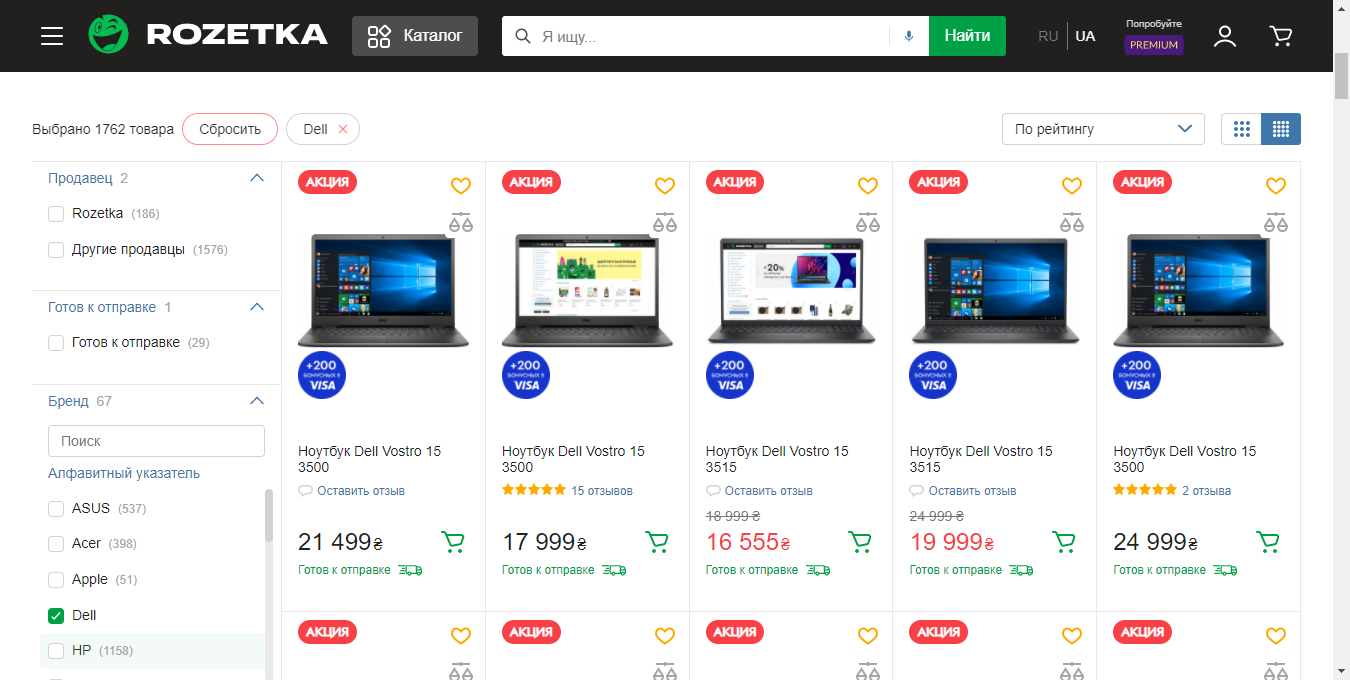 ROZETKA
Каталог
Я ищу...
Найти
RU
UA
Попробуйте
PREMIUM
Выбрано 1762 товара
Сбросить
Dell
По рейтингу
Продавец 2
Rozetka (186)
Другие продавцы (1576)
Готов к отправке 1
Готов к отправке (29)
Бренд 67
Поиск
Алфавитный указатель
ASUS (537)
Acer (398)
Apple (51)
Dell
HP (1158)
АКЦИЯ
+200
БОНУСНЫХ ₴
VISA
Ноутбук Dell Vostro 15
3500
Оставить отзыв
21 499₴
Готов к отправке
АКЦИЯ
ROZETKA
+200
БОНУСНЫХ ₴
VISA
Ноутбук Dell Vostro 15
3500
15 отзывов
17 999₴
Готов к отправке
АКЦИЯ
+20%
+200
БОНУСНЫХ ₴
VISA
Ноутбук Dell Vostro 15
3515
Оставить отзыв
18 999 ₴
16 555₴
Готов к отправке
АКЦИЯ
+200
БОНУСНЫХ ₴
VISA
Ноутбук Dell Vostro 15
3515
Оставить отзыв
24 999 ₴
19 999₴
Готов к отправке
АКЦИЯ
+200
БОНУСНЫХ ₴
VISA
Ноутбук Dell Vostro 15
3500
2 отзыва
24 999₴
Готов к отправке
АКЦИЯ
АКЦИЯ
АКЦИЯ
АКЦИЯ
АКЦИЯ